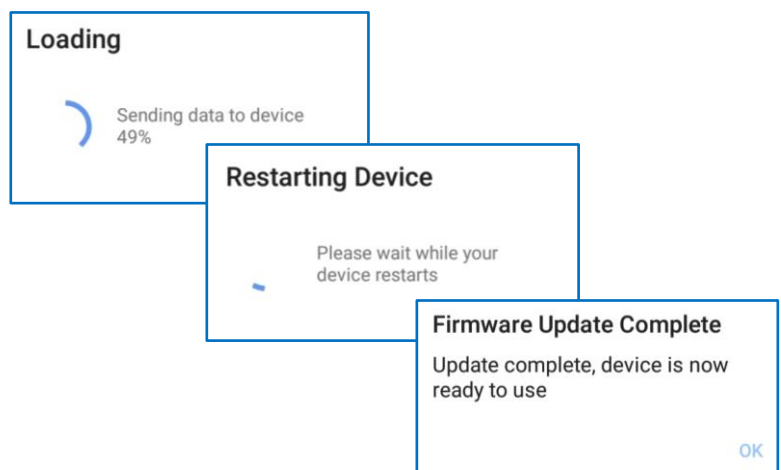 Loading
Sending data to device
49%
Restarting Device
Please wait while your
device restarts
Firmware Update Complete
Update complete, device is now
ready to use
OK